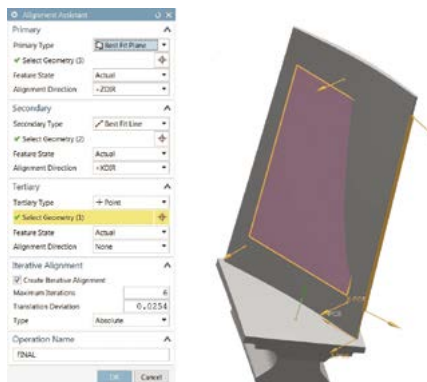 Alignment Assistant
Primary
Primary Type
Best Fit Plane
Select Geometry (3)
Feature State
Actual
Alignment Direction
+ZDIR
Secondary
Secondary Type
Best Fit Line
Select Geometry (2)
Feature State
Actual
Alignment Direction
+XDIR
Tertiary
Tertiary Type
Point
Select Geometry (1)
Feature State
Actual
Alignment Direction
None
Iterative Alignment
Create Iterative Alignment
Maximum Iterations
6
Translation Deviation
0.0254
Type
Absolute
Operation Name
FINAL
OK
Cancel